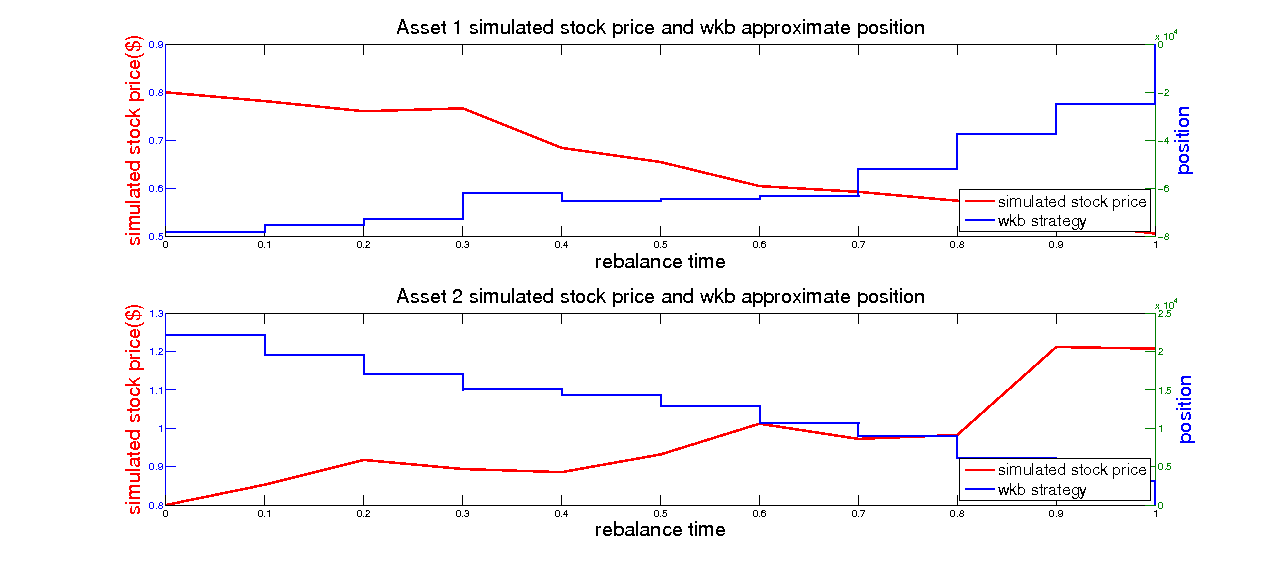 Asset 1 simulated stock price and wkb approximate position
x 10^4
0.9
0.8
0.7
0.6
0.5
simulated stock price($)
0
-2
-4
-6
-8
position
simulated stock price
wkb strategy
0 0.1 0.2 0.3 0.4 0.5 0.6 0.7 0.8 0.9 1
rebalance time
Asset 2 simulated stock price and wkb approximate position
x 10^4
1.3
1.2
1.1
1
0.9
0.8
simulated stock price($)
2.5
2
1.5
1
0.5
0
position
simulated stock price
wkb strategy
0 0.1 0.2 0.3 0.4 0.5 0.6 0.7 0.8 0.9 1
rebalance time